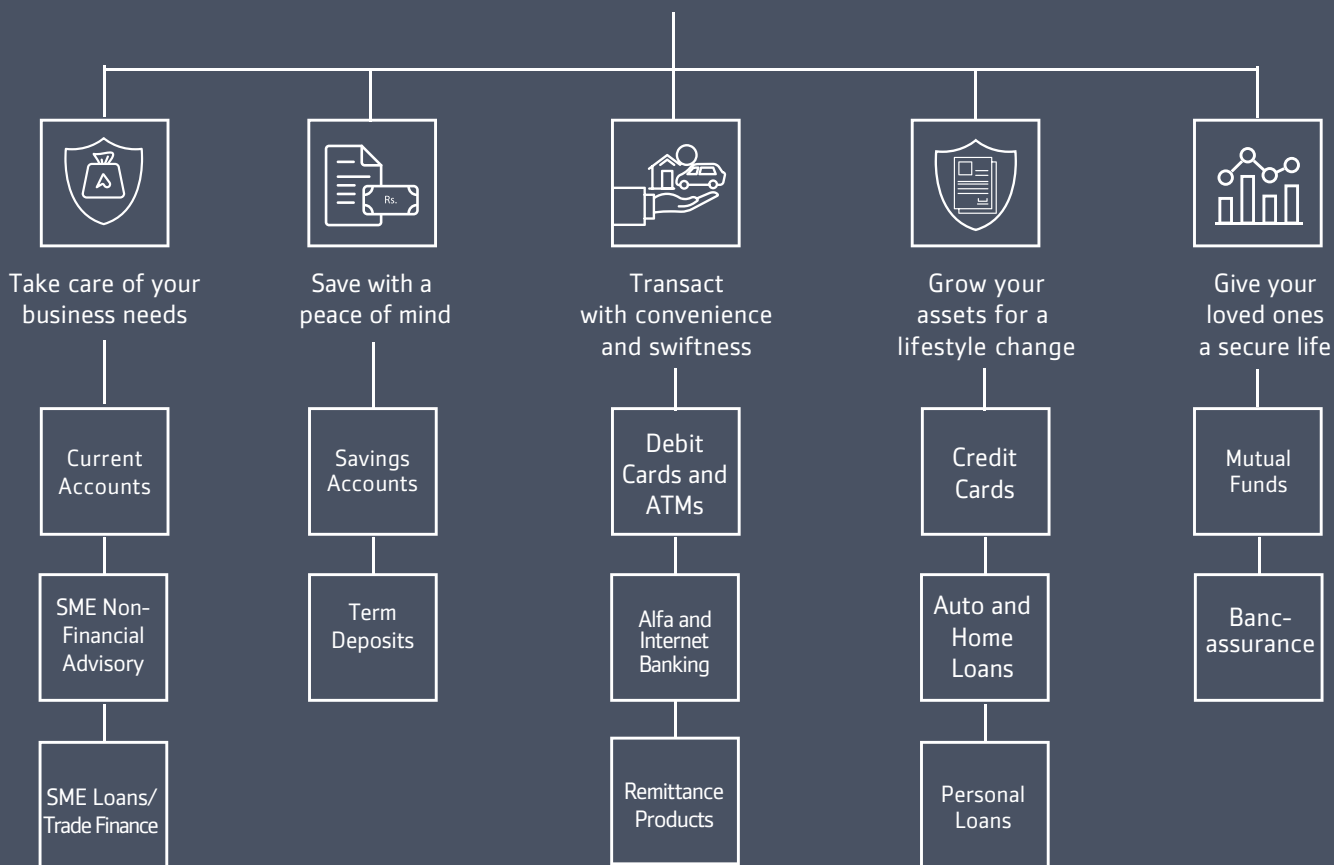 Rs.
Take care of your
business needs
Current
Accounts
SME Non-
Financial
Advisory
SME Loans/
Trade Finance
Save with a
peace of mind
Savings
Accounts
Term
Deposits
Transact
with convenience
and swiftness
Debit
Cards and
ATMs
Alfa and
Internet
Banking
Remittance
Products
Grow your
assets for a
lifestyle change
Credit
Cards
Auto and
Home
Loans
Personal
Loans
Give your
loved ones
a secure life
Mutual
Funds
Banc-
assurance